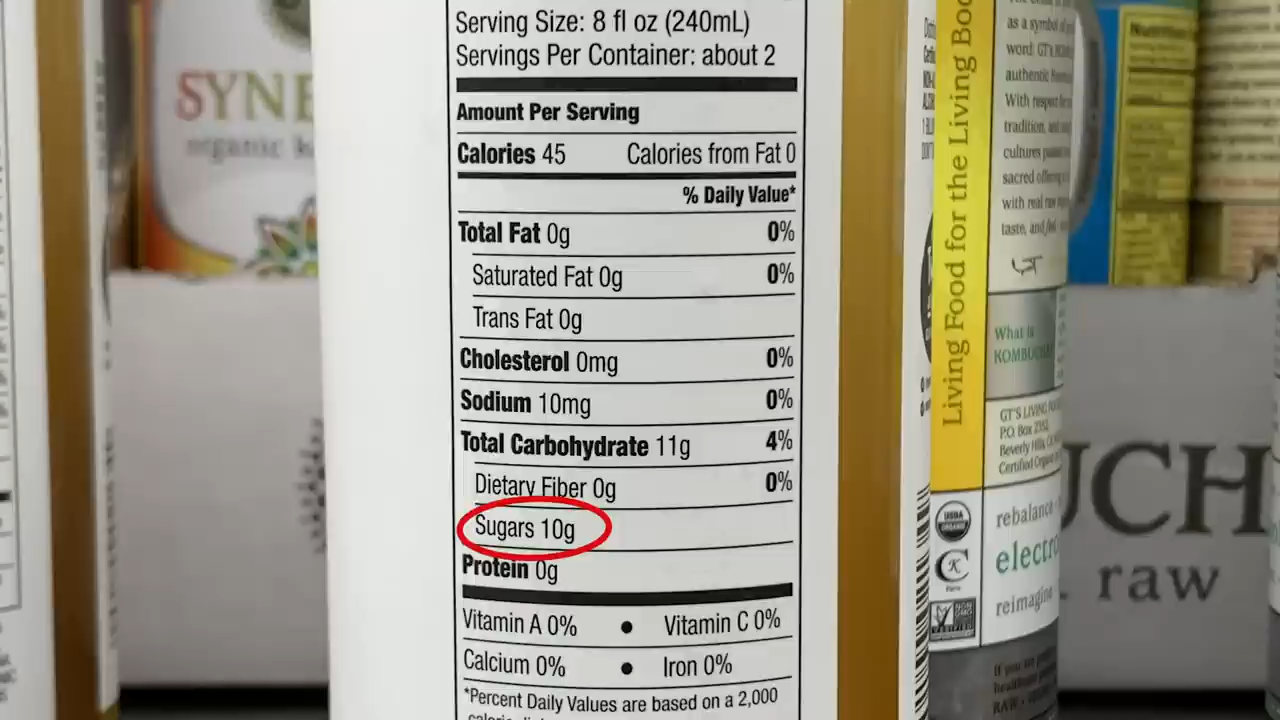 Serving Size: 8 fl oz (240mL)
Servings Per Container: about 2
Amount Per Serving
Calories 45 Calories from Fat 0
% Daily Value*
Total Fat 0g 0%
Saturated Fat 0g 0%
Trans Fat 0g
Cholesterol 0mg 0%
Sodium 10mg 0%
Total Carbohydrate 11g 4%
Dietary Fiber 0g 0%
Sugars 10g
Protein 0g
Vitamin A 0% • Vitamin C 0%
Calcium 0% • Iron 0%
*Percent Daily Values are based on a 2,000
SYNE
organic
Living Food for the Living
as a symbol of
word GT's
authentic
With respect for
tradition, and
cultures
sacred offering
with real raw
taste, and feel
What is
KOMBUCHA
GT'S LIVING
P.O. Box 2352
Beverly Hills, CA
Certified Organic
USDA
ORGANIC
rebalance
electro
reimagine
VERIFIED
UCH
raw